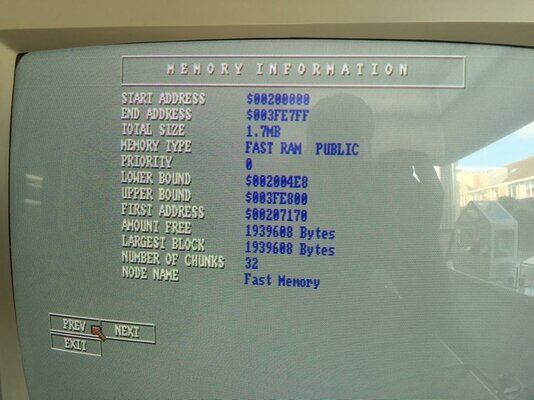 MEMORY INFORMATION
START ADDRESS $00200000
END ADDRESS $003FE7FF
TOTAL SIZE 1.7MB
MEMORY TYPE FAST RAM PUBLIC
PRIORITY 0
LOWER BOUND $002004E8
UPPER BOUND $003FE800
FIRST ADDRESS $00207170
AMOUNT FREE 1939608 Bytes
LARGEST BLOCK 1939608 Bytes
NUMBER OF CHUNKS 32
NODE NAME Fast Memory
PREV NEXT
EXIT